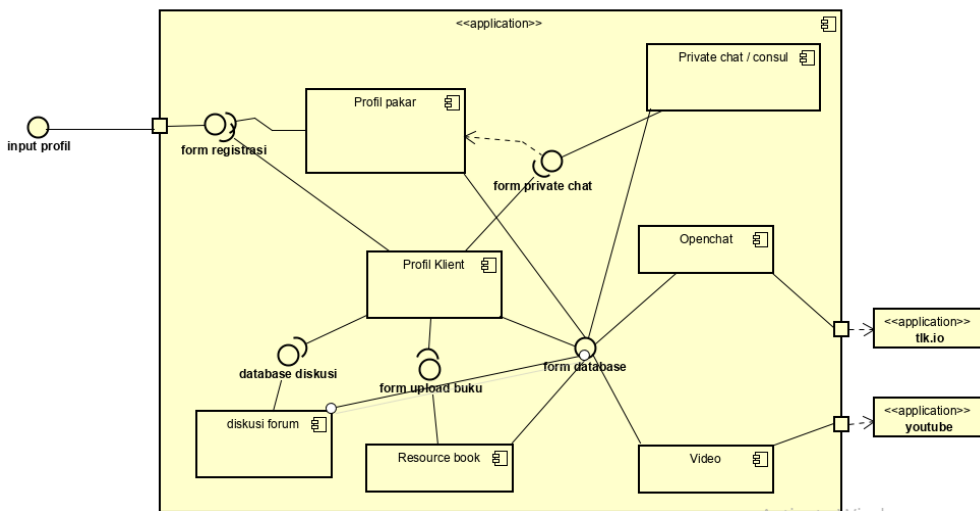 <<application>>
Private chat / consul
Profil pakar
input profil
form registrasi
form private chat
Openchat
Profil Klient
<<application>>
tlk.io
database diskusi
form database
form upload buku
<<application>>
youtube
diskusi forum
Resource book
Video